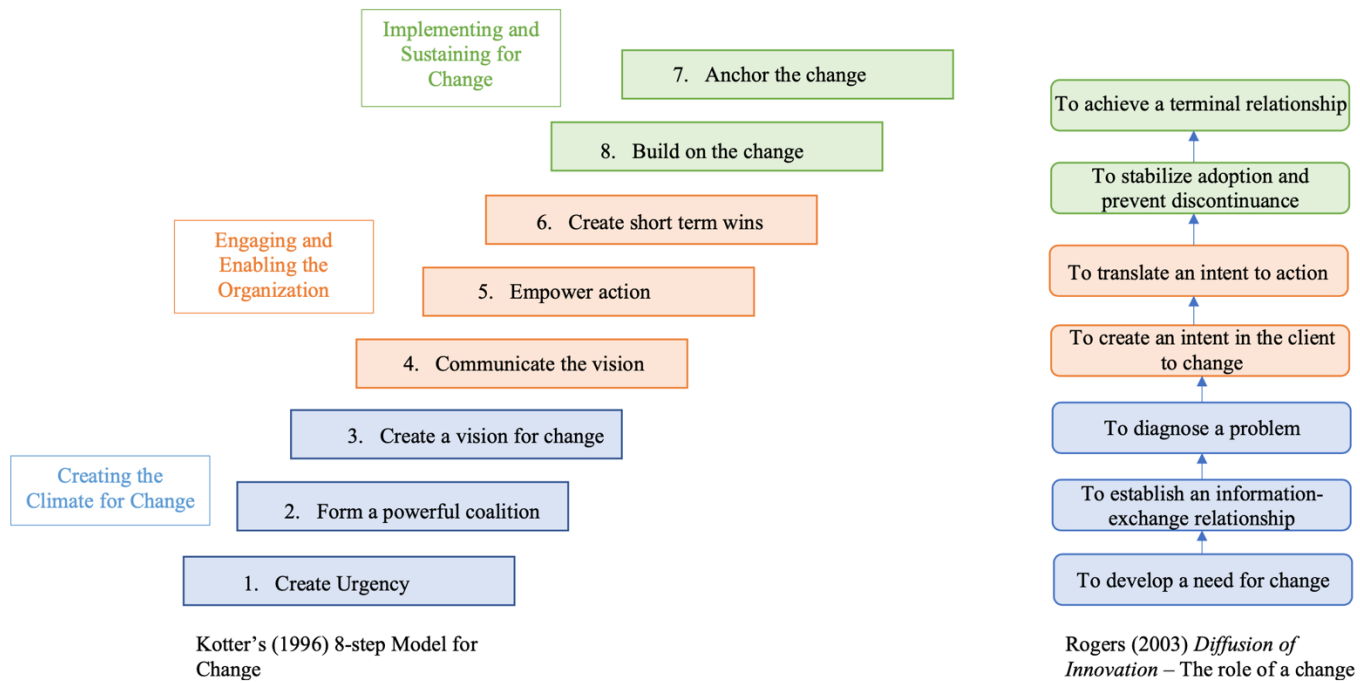 Implementing and
Sustaining for
Change
7. Anchor the change
8. Build on the change
6. Create short term wins
Engaging and
Enabling the
Organization
5. Empower action
4. Communicate the vision
3. Create a vision for change
Creating the
Climate for Change
2. Form a powerful coalition
1. Create Urgency
Kotter’s (1996) 8-step Model for
Change
To achieve a terminal relationship
To stabilize adoption and
prevent discontinuance
To translate an intent to action
To create an intent in the client
to change
To diagnose a problem
To establish an information-
exchange relationship
To develop a need for change
Rogers (2003) Diffusion of
Innovation – The role of a change